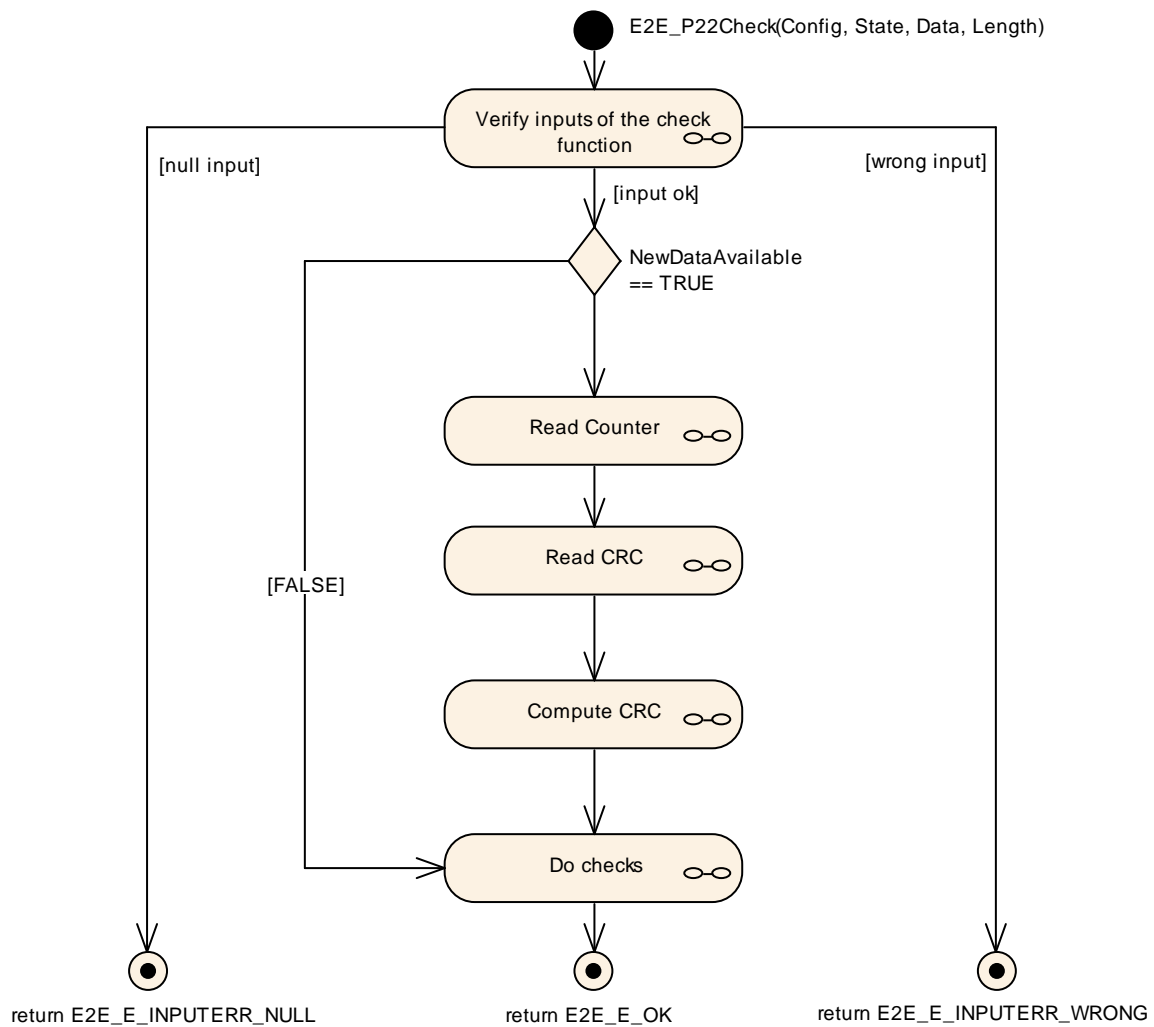 E2E_P22Check(Config, State, Data, Length)
Verify inputs of the check
function
[null input]
[wrong input]
[input ok]
NewDataAvailable
== TRUE
Read Counter
Read CRC
[FALSE]
Compute CRC
Do checks
return E2E_E_INPUTERR_NULL
return E2E_E_OK
return E2E_E_INPUTERR_WRONG